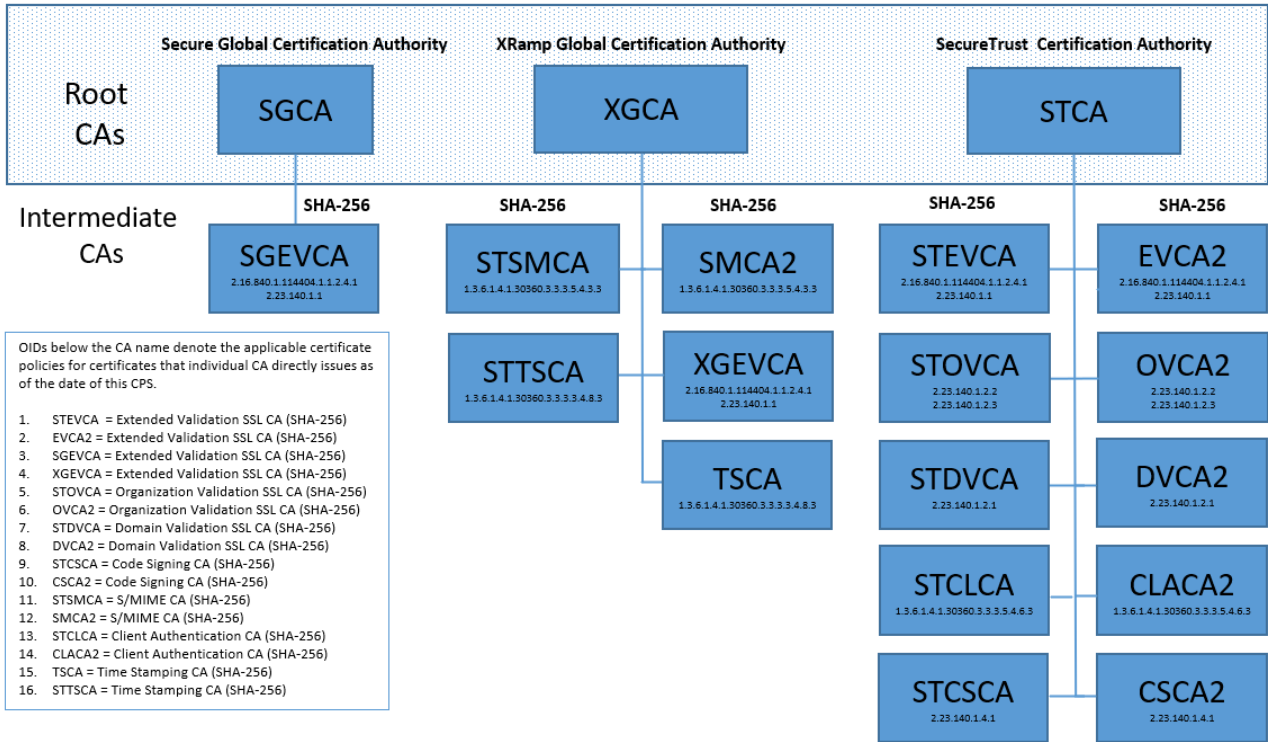 Secure Global Certification Authority
XRamp Global Certification Authority
SecureTrust Certification Authority
Root
CAs
SGCA
XGCA
STCA
Intermediate
CAs
SHA-256
SHA-256
SHA-256
SHA-256
SHA-256
SGEVCA
2.16.840.1.114404.1.1.2.4.1
2.23.140.1.1
STSMCA
1.3.6.1.4.1.30360.3.3.3.5.4.3.3
SMCA2
1.3.6.1.4.1.30360.3.3.3.5.4.3.3
STEVCA
2.16.840.1.114404.1.1.2.4.1
2.23.140.1.1
EVCA2
2.16.840.1.114404.1.1.2.4.1
2.23.140.1.1
STTSCA
1.3.6.1.4.1.30360.3.3.3.3.4.8.3
XGEVCA
2.16.840.1.114404.1.1.2.4.1
2.23.140.1.1
STOVCA
2.23.140.1.2.2
2.23.140.1.2.3
OVCA2
2.23.140.1.2.2
2.23.140.1.2.3
TSCA
1.3.6.1.4.1.30360.3.3.3.3.4.8.3
STDVCA
2.23.140.1.2.1
DVCA2
2.23.140.1.2.1
STCLCA
1.3.6.1.4.1.30360.3.3.3.5.4.6.3
CLACA2
1.3.6.1.4.1.30360.3.3.3.5.4.6.3
STCSCA
2.23.140.1.4.1
CSCA2
2.23.140.1.4.1
OIDs below the CA name denote the applicable certificate
policies for certificates that individual CA directly issues as
of the date of this CPS.
1. STEVCA = Extended Validation SSL CA (SHA-256)
2. EVCA2 = Extended Validation SSL CA (SHA-256)
3. SGEVCA = Extended Validation SSL CA (SHA-256)
4. XGEVCA = Extended Validation SSL CA (SHA-256)
5. STOVCA = Organization Validation SSL CA (SHA-256)
6. OVCA2 = Organization Validation SSL CA (SHA-256)
7. STDVCA = Domain Validation SSL CA (SHA-256)
8. DVCA2 = Domain Validation SSL CA (SHA-256)
9. STCSCA = Code Signing CA (SHA-256)
10. CSCA2 = Code Signing CA (SHA-256)
11. STSMCA = S/MIME CA (SHA-256)
12. SMCA2 = S/MIME CA (SHA-256)
13. STCLCA = Client Authentication CA (SHA-256)
14. CLACA2 = Client Authentication CA (SHA-256)
15. TSCA = Time Stamping CA (SHA-256)
16. STTSCA = Time Stamping CA (SHA-256)